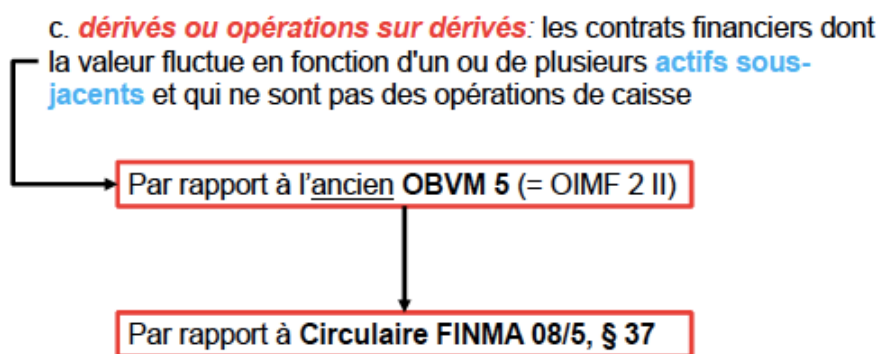 c. dérivés ou opérations sur dérivés: les contrats financiers dont
la valeur fluctue en fonction d'un ou de plusieurs actifs sous-
jacents et qui ne sont pas des opérations de caisse
Par rapport à l'ancien OBVM 5 (= OIMF 2 II)
Par rapport à Circulaire FINMA 08/5, § 37